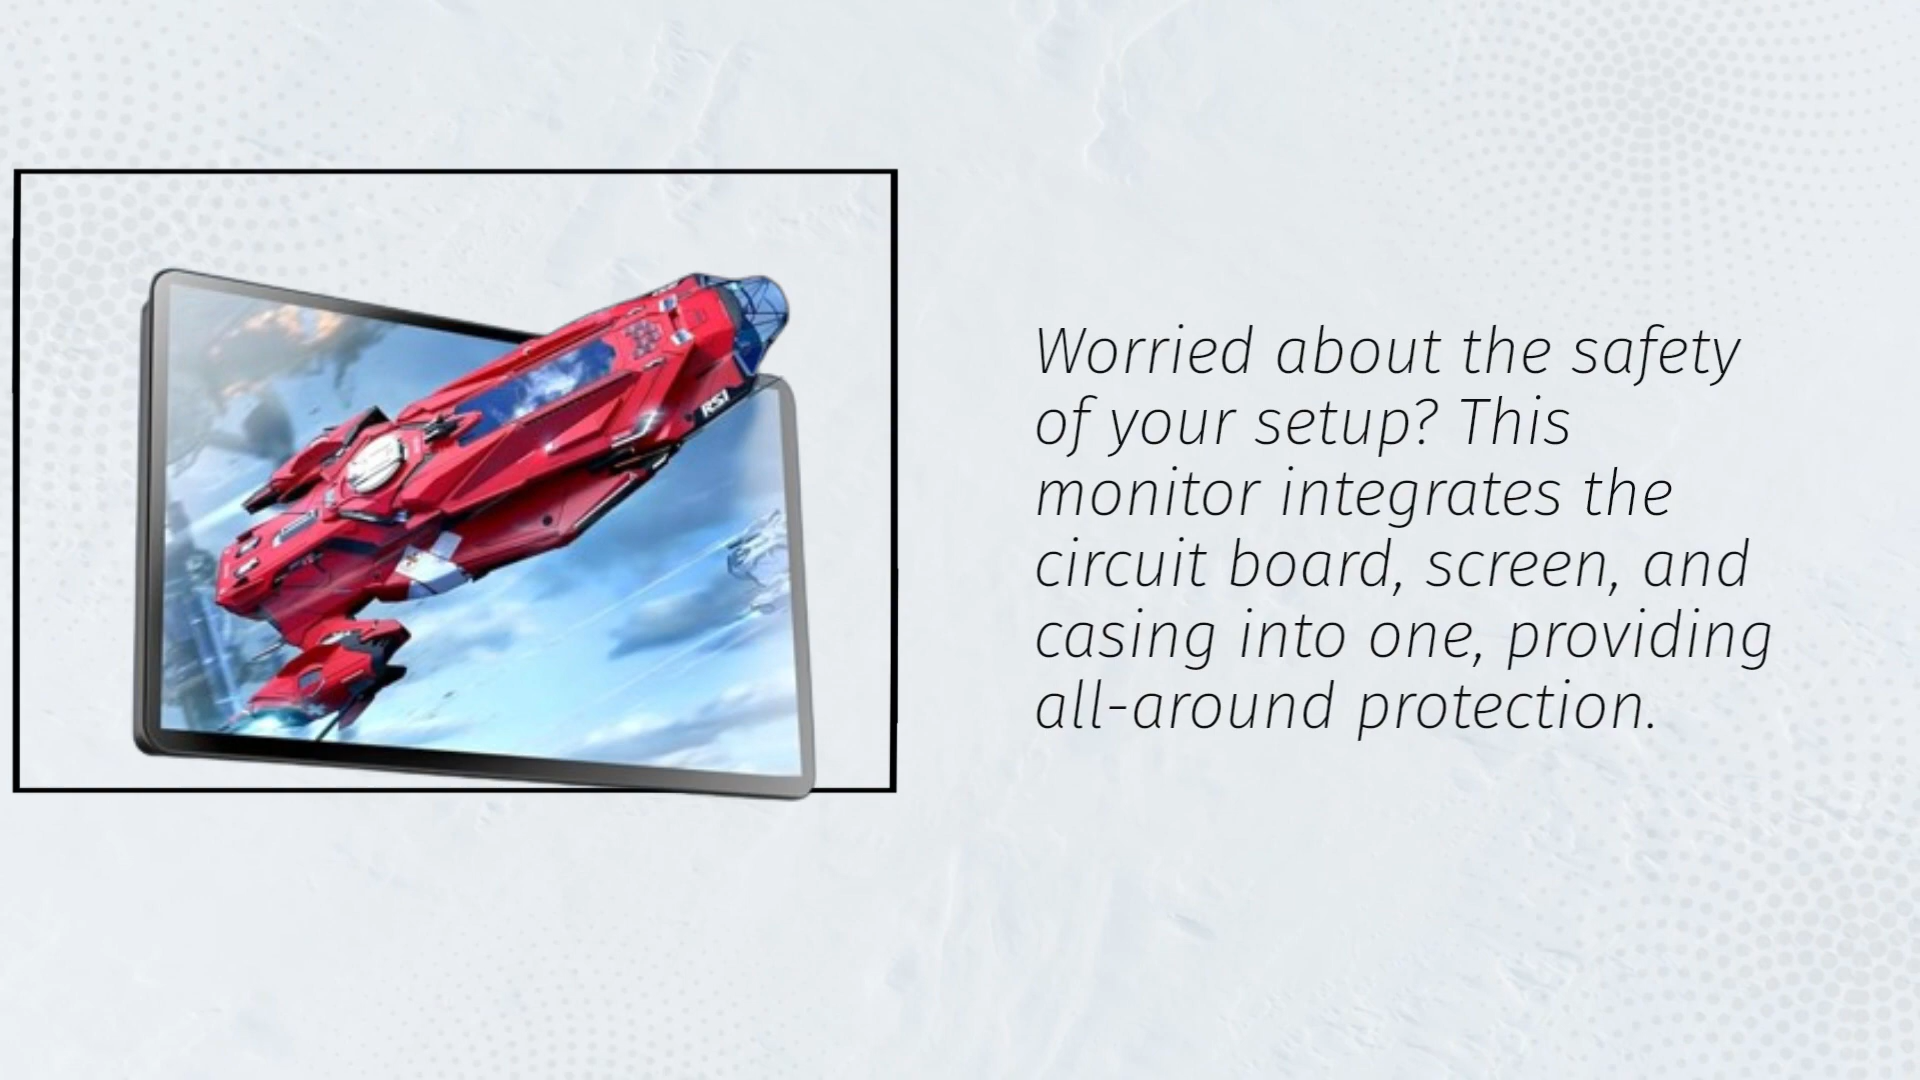 RSI
Worried about the safety
of your setup? This
monitor integrates the
circuit board, screen, and
casing into one, providing
all-around protection.